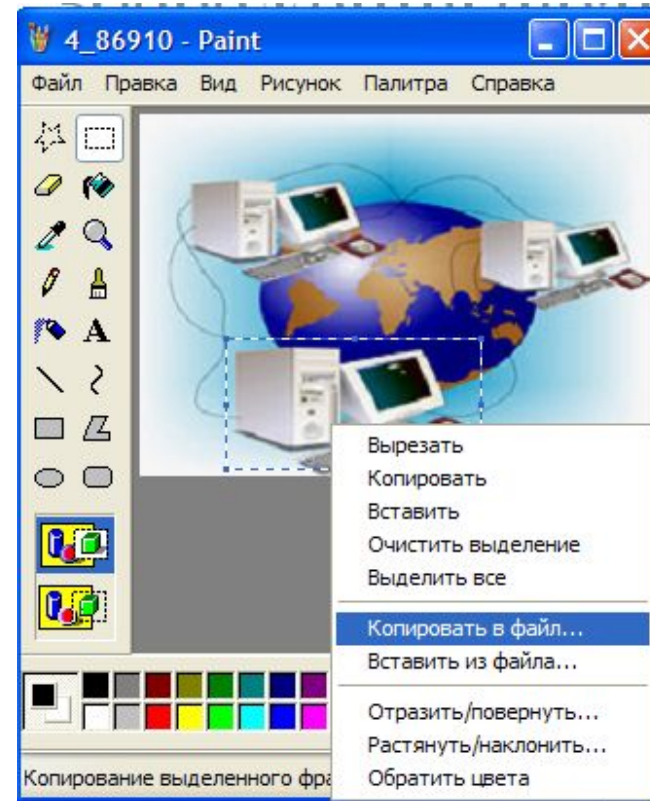 4_86910 - Paint
Файл Правка Вид Рисунок Палитра Справка
A
Вырезать
Копировать
Вставить
Очистить выделение
Выделить все
Копировать в файл...
Вставить из файла...
Отразить/повернуть...
Растянуть/наклонить...
Обратить цвета
Копирование выделенного фра